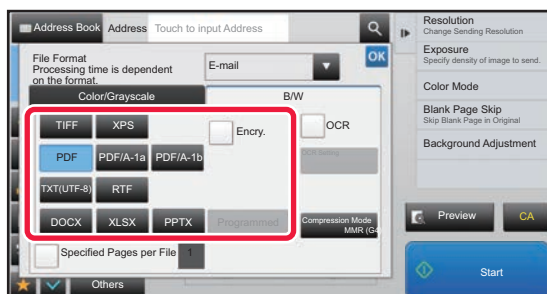 Address Book
Address
Touch to input Address
File Format
Processing time is dependent
on the format.
E-mail
OK
Color/Grayscale
B/W
TIFF
XPS
Encry.
OCR
PDF
PDF/A-1a
PDF/A-1b
OCR Setting
TXT(UTF-8)
RTF
DOCX
XLSX
PPTX
Programmed
Compression Mode
MMR (G4
Specified Pages per File
1
Others
Resolution
Change Sending Resolution
Exposure
Specify density of image to send.
Color Mode
Blank Page Skip
Skip Blank Page in Original
Background Adjustment
Preview
CA
Start